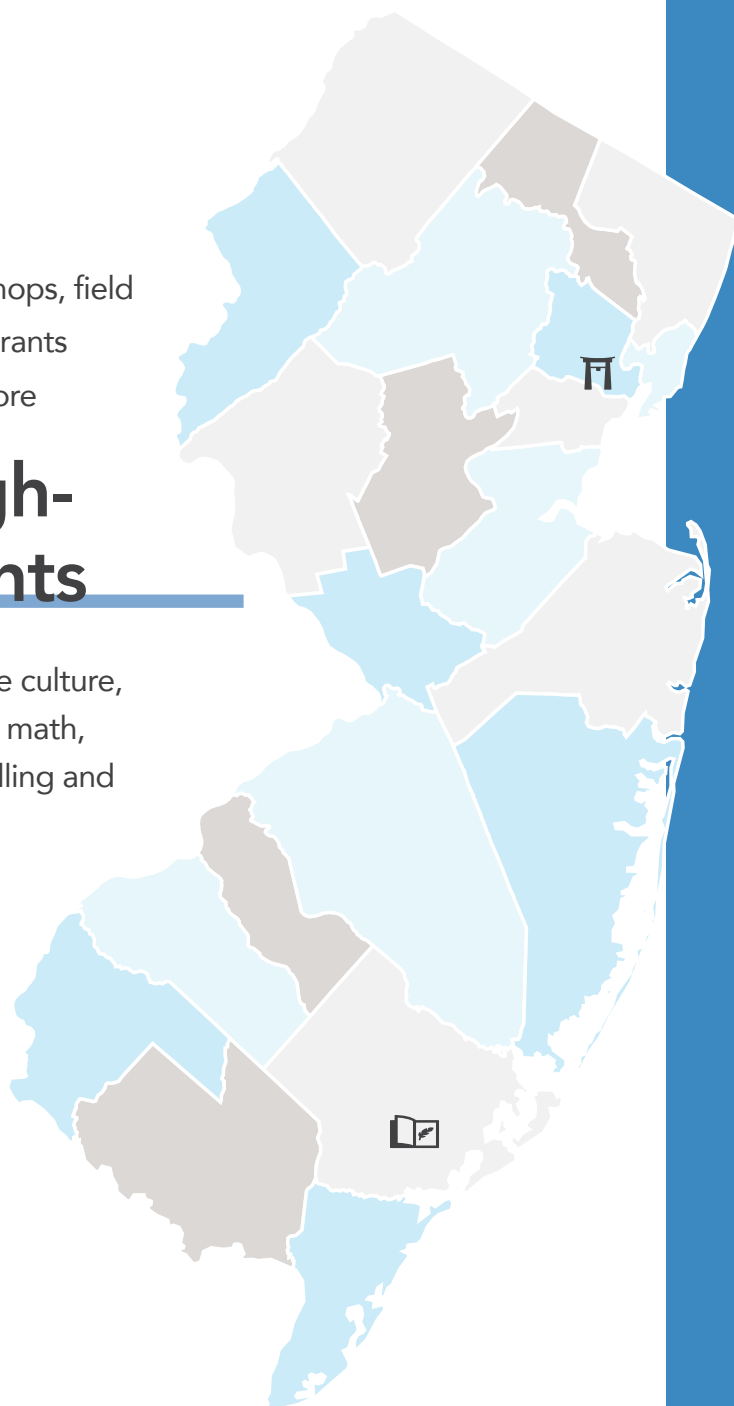 hops, field
rants
ore
gh-
nts
e culture,
math,
lling and